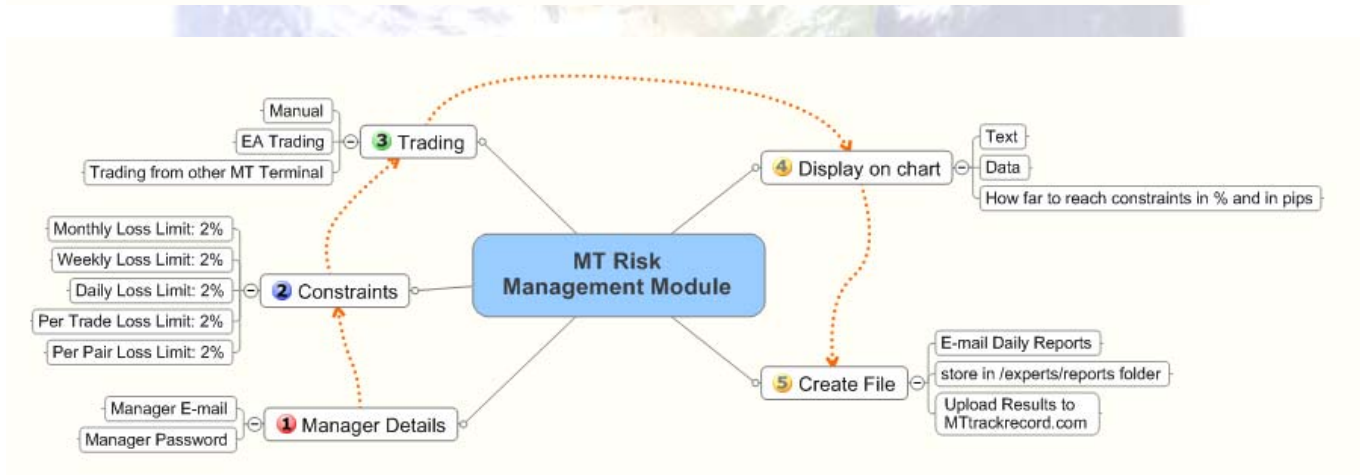 MT Risk
Management Module
1 Manager Details
Manager E-mail
Manager Password
2 Constraints
Monthly Loss Limit: 2%
Weekly Loss Limit: 2%
Daily Loss Limit: 2%
Per Trade Loss Limit: 2%
Per Pair Loss Limit: 2%
3 Trading
Manual
EA Trading
Trading from other MT Terminal
4 Display on chart
Text
Data
How far to reach constraints in % and in pips
5 Create File
E-mail Daily Reports
store in /experts/reports folder
Upload Results to
MTtrackrecord.com